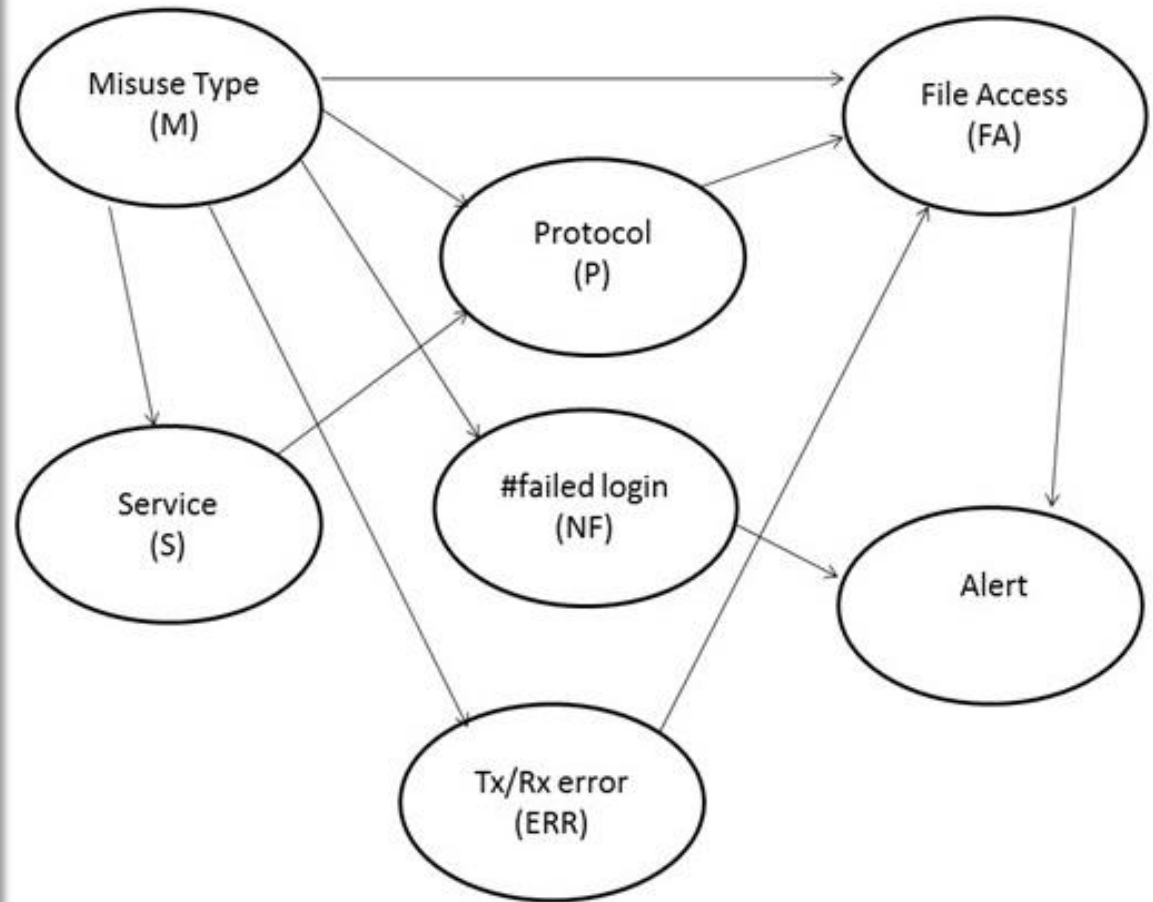 Misuse Type
(M)
File Access
(FA)
Protocol
(P)
Service
(S)
#failed login
(NF)
Alert
Tx/Rx error
(ERR)